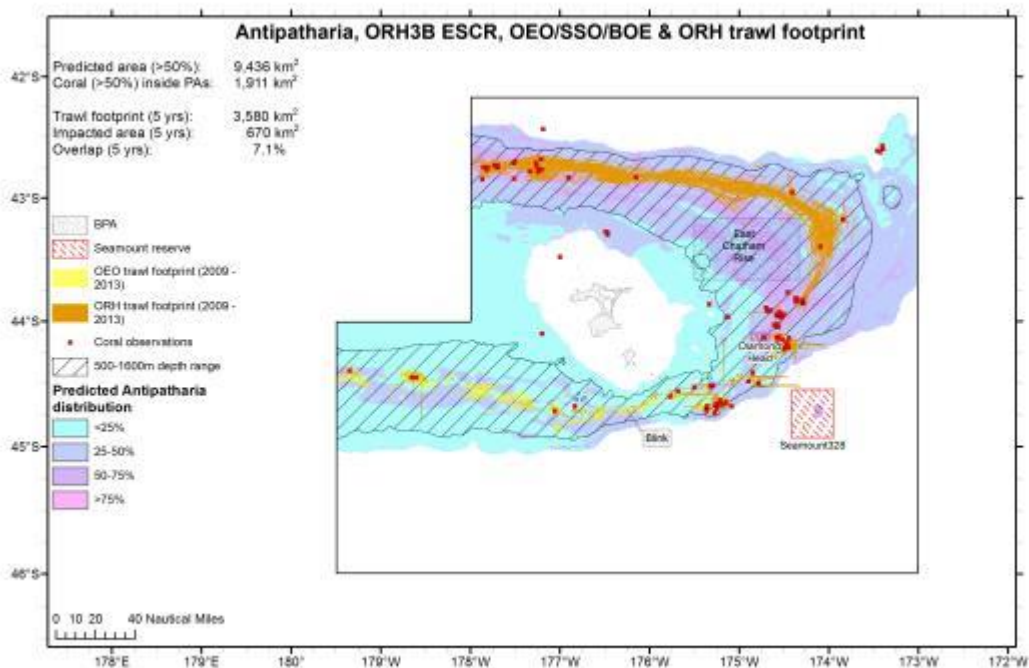 Antipatharia, ORH3B ESCR, OEO/SSO/BOE & ORH trawl footprint
Predicted area (>50%): 9,436 km²
Coral (>50%) inside PAs: 1,911 km²
Trawl footprint (5 yrs): 3,580 km²
Impacted area (5 yrs): 670 km²
Overlap (5 yrs): 7.1%
BPA
Seamount reserve
OEO trawl footprint (2009 -
2013)
ORH trawl footprint (2009 -
2013)
Coral observations
500-1600m depth range
Predicted Antipatharia
distribution
<25%
25-50%
50-75%
>75%
0 10 20 40 Nautical Miles
42°S
43°S
44°S
45°S
46°S
East
Chatham
Rise
Diamond
Head
Blink
Seamount328
178°E
179°E
180°
179°W
178°W
177°W
176°W
175°W
174°W
173°W
172°W